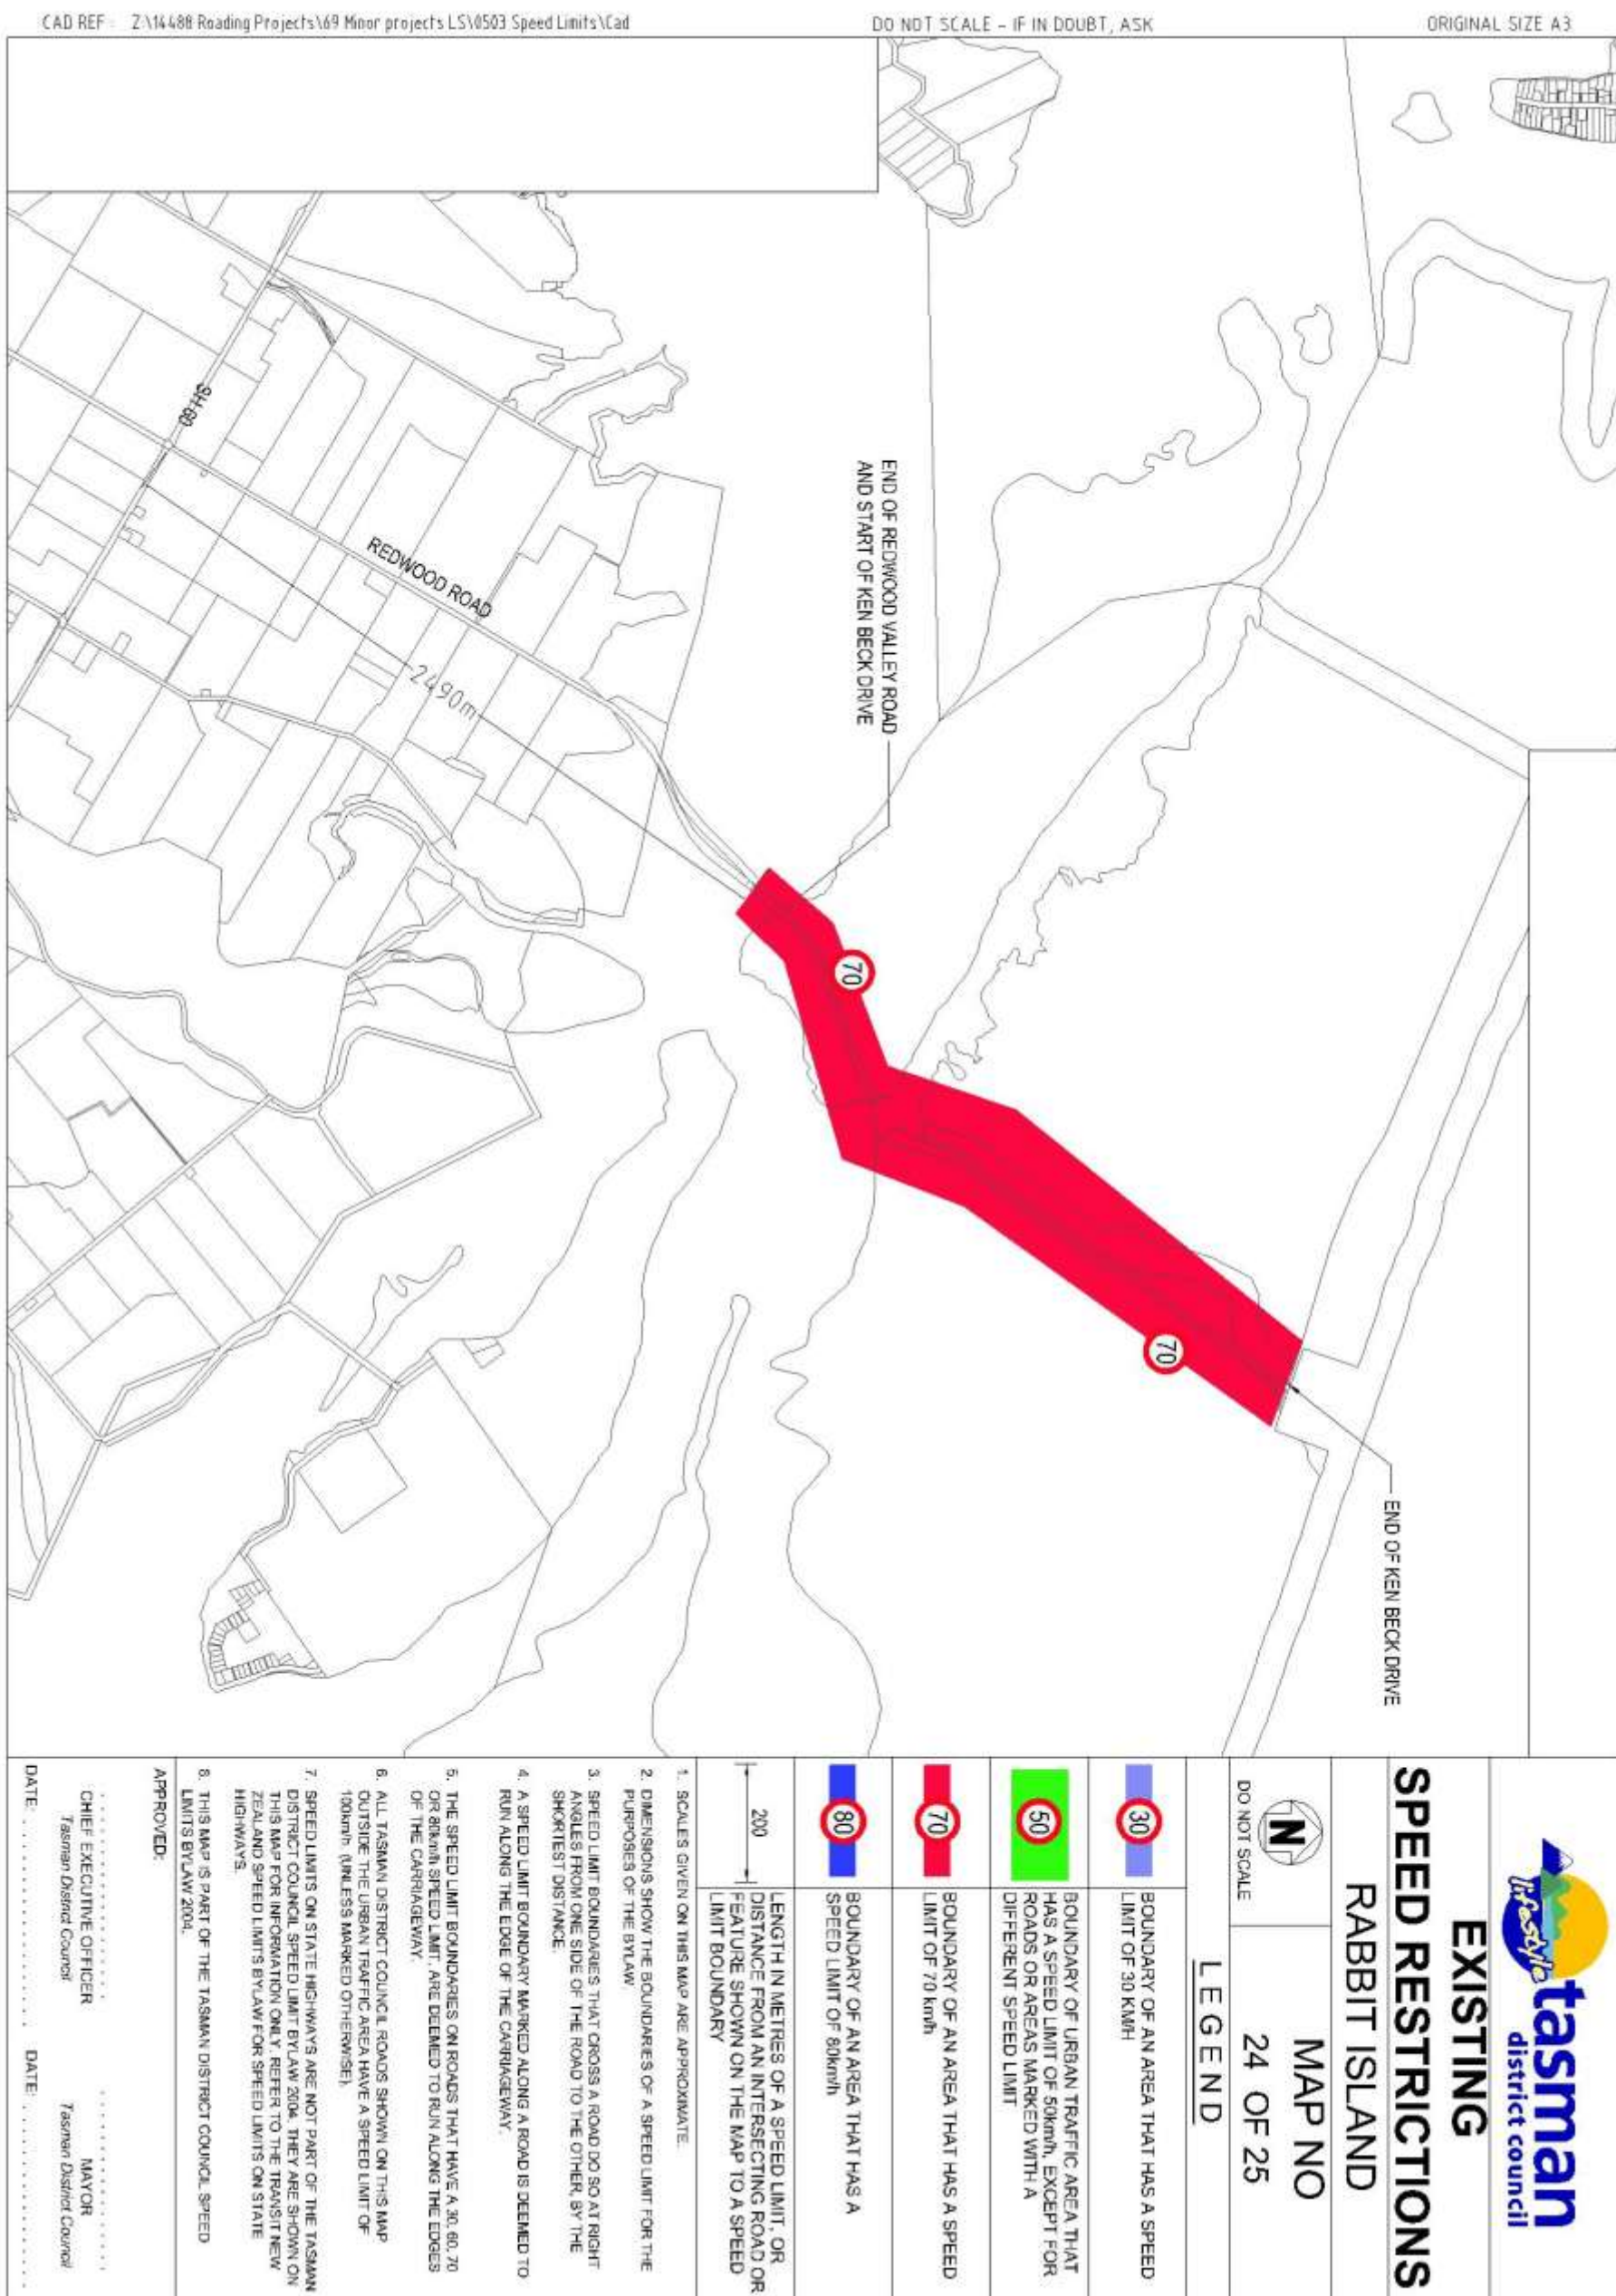 CAD REF : Z:\14488 Roading Projects\69 Minor projects LS\0503 Speed Limits\Cad
DO NOT SCALE - IF IN DOUBT, ASK
ORIGINAL SIZE A3
SH60
REDWOOD ROAD
2490m
END OF REDWOOD VALLEY ROAD
AND START OF KEN BECK DRIVE
70
70
END OF KEN BECK DRIVE
lifestyle
tasman
district council
EXISTING
SPEED RESTRICTIONS
RABBIT ISLAND
N
DO NOT SCALE
MAP NO
24 OF 25
LEGEND
30
BOUNDARY OF AN AREA THAT HAS A SPEED
LIMIT OF 30 KM/H
50
BOUNDARY OF URBAN TRAFFIC AREA THAT
HAS A SPEED LIMIT OF 50km/h, EXCEPT FOR
ROADS OR AREAS MARKED WITH A
DIFFERENT SPEED LIMIT
70
BOUNDARY OF AN AREA THAT HAS A SPEED
LIMIT OF 70 km/h
80
BOUNDARY OF AN AREA THAT HAS A
SPEED LIMIT OF 80km/h
200
LENGTH IN METRES OF A SPEED LIMIT, OR
DISTANCE FROM AN INTERSECTING ROAD OR
FEATURE SHOWN ON THE MAP TO A SPEED
LIMIT BOUNDARY
1. SCALES GIVEN ON THIS MAP ARE APPROXIMATE.
2. DIMENSIONS SHOW THE BOUNDARIES OF A SPEED LIMIT FOR THE
PURPOSES OF THE BYLAW.
3. SPEED LIMIT BOUNDARIES THAT CROSS A ROAD DO SO AT RIGHT
ANGLES FROM ONE SIDE OF THE ROAD TO THE OTHER, BY THE
SHORTEST DISTANCE.
4. A SPEED LIMIT BOUNDARY MARKED ALONG A ROAD IS DEEMED TO
RUN ALONG THE EDGE OF THE CARRIAGEWAY.
5. THE SPEED LIMIT BOUNDARIES ON ROADS THAT HAVE A 30, 60, 70
OR 80km/h SPEED LIMIT, ARE DEEMED TO RUN ALONG THE EDGES
OF THE CARRIAGEWAY.
6. ALL TASMAN DISTRICT COUNCIL ROADS SHOWN ON THIS MAP
OUTSIDE THE URBAN TRAFFIC AREA HAVE A SPEED LIMIT OF
100km/h (UNLESS MARKED OTHERWISE).
7. SPEED LIMITS ON STATE HIGHWAYS ARE NOT PART OF THE TASMAN
DISTRICT COUNCIL SPEED LIMIT BYLAW 2004. THEY ARE SHOWN ON
THIS MAP FOR INFORMATION ONLY. REFER TO THE TRANSIT NEW
ZEALAND SPEED LIMITS BYLAW FOR SPEED LIMITS ON STATE
HIGHWAYS.
8. THIS MAP IS PART OF THE TASMAN DISTRICT COUNCIL SPEED
LIMITS BYLAW 2004.
APPROVED:
CHIEF EXECUTIVE OFFICER
Tasman District Council
MAYOR
Tasman District Council
DATE:
DATE: